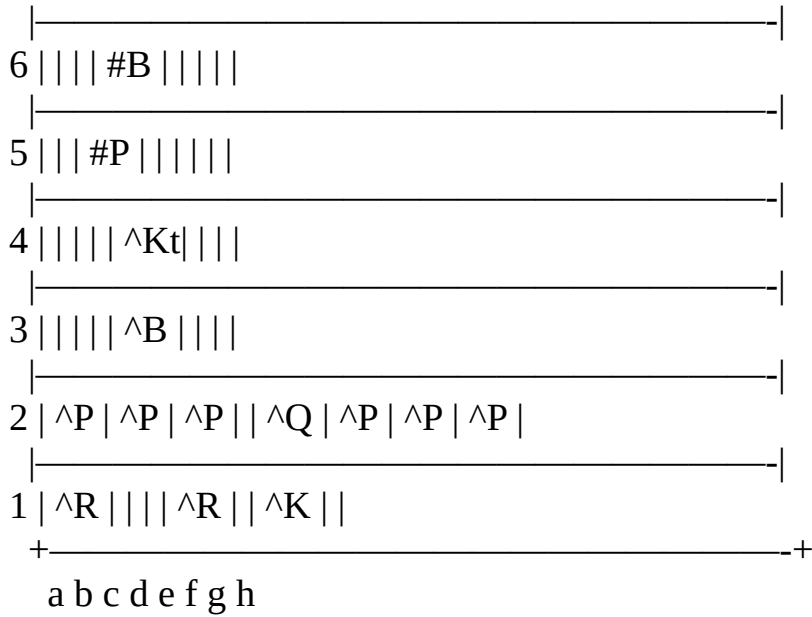 |———————————————————-|
6 | | | | #B | | | | |
|———————————————————-|
5 | | | #P | | | | | |
|———————————————————-|
4 | | | | | ^Kt| | | |
|———————————————————-|
3 | | | | | ^B | | | |
|———————————————————-|
2 | ^P | ^P | ^P | | ^Q | ^P | ^P | ^P |
|———————————————————-|
1 | ^R | | | | ^R | | ^K | |
+———————————————————-+
a b c d e f g h